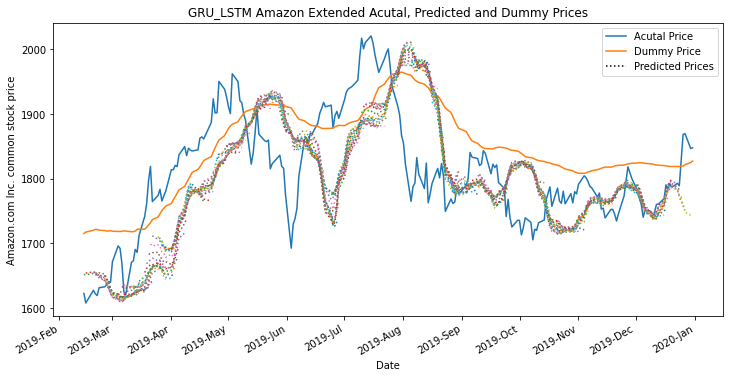 GRU_LSTM Amazon Extended Acutal, Predicted and Dummy Prices
Acutal Price
Dummy Price
Predicted Prices
Amazon.com Inc. common stock price
2000
1900
1800
1700
1600
2019-Feb
2019-Mar
2019-Apr
2019-May
2019-Jun
2019-Jul
2019-Aug
2019-Sep
2019-Oct
2019-Nov
2019-Dec
2020-Jan
Date